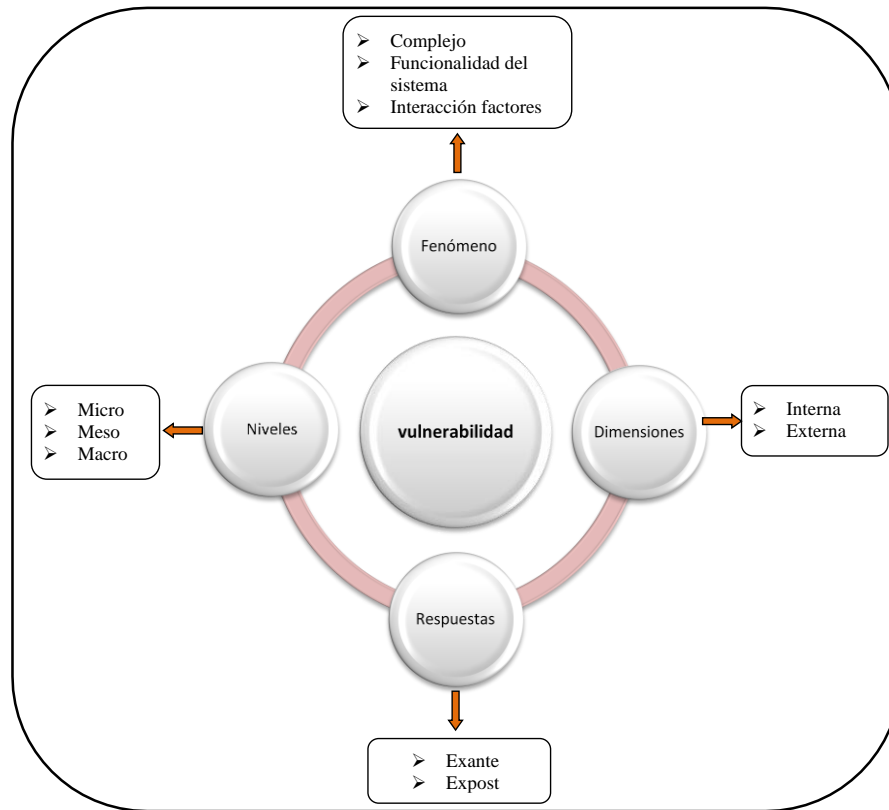 Complejo
Funcionalidad del
sistema
Interacción factores
Fenómeno
Micro
Meso
Macro
Niveles
vulnerabilidad
Dimensiones
Interna
Externa
Respuestas
Exante
Expost